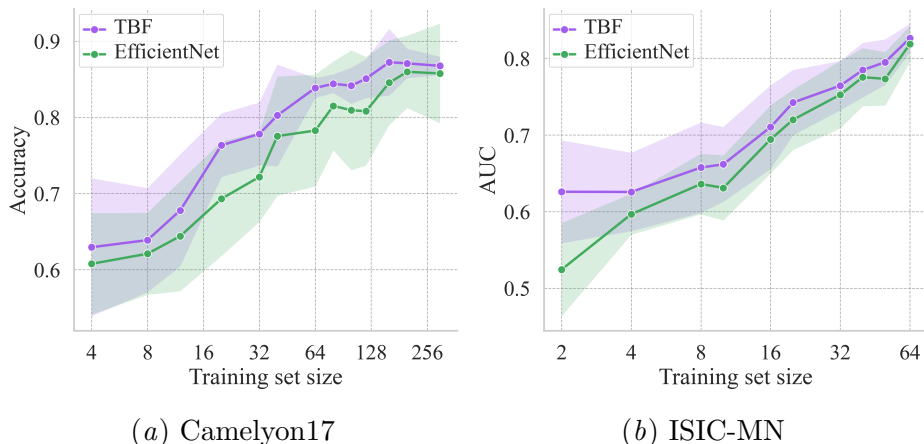 TBF
EfficientNet
0.9
0.8
0.7
0.6
Accuracy
4 8 16 32 64 128 256
Training set size
(a) Camelyon17
TBF
EfficientNet
0.8
0.7
0.6
0.5
AUC
2 4 8 16 32 64
Training set size
(b) ISIC-MN